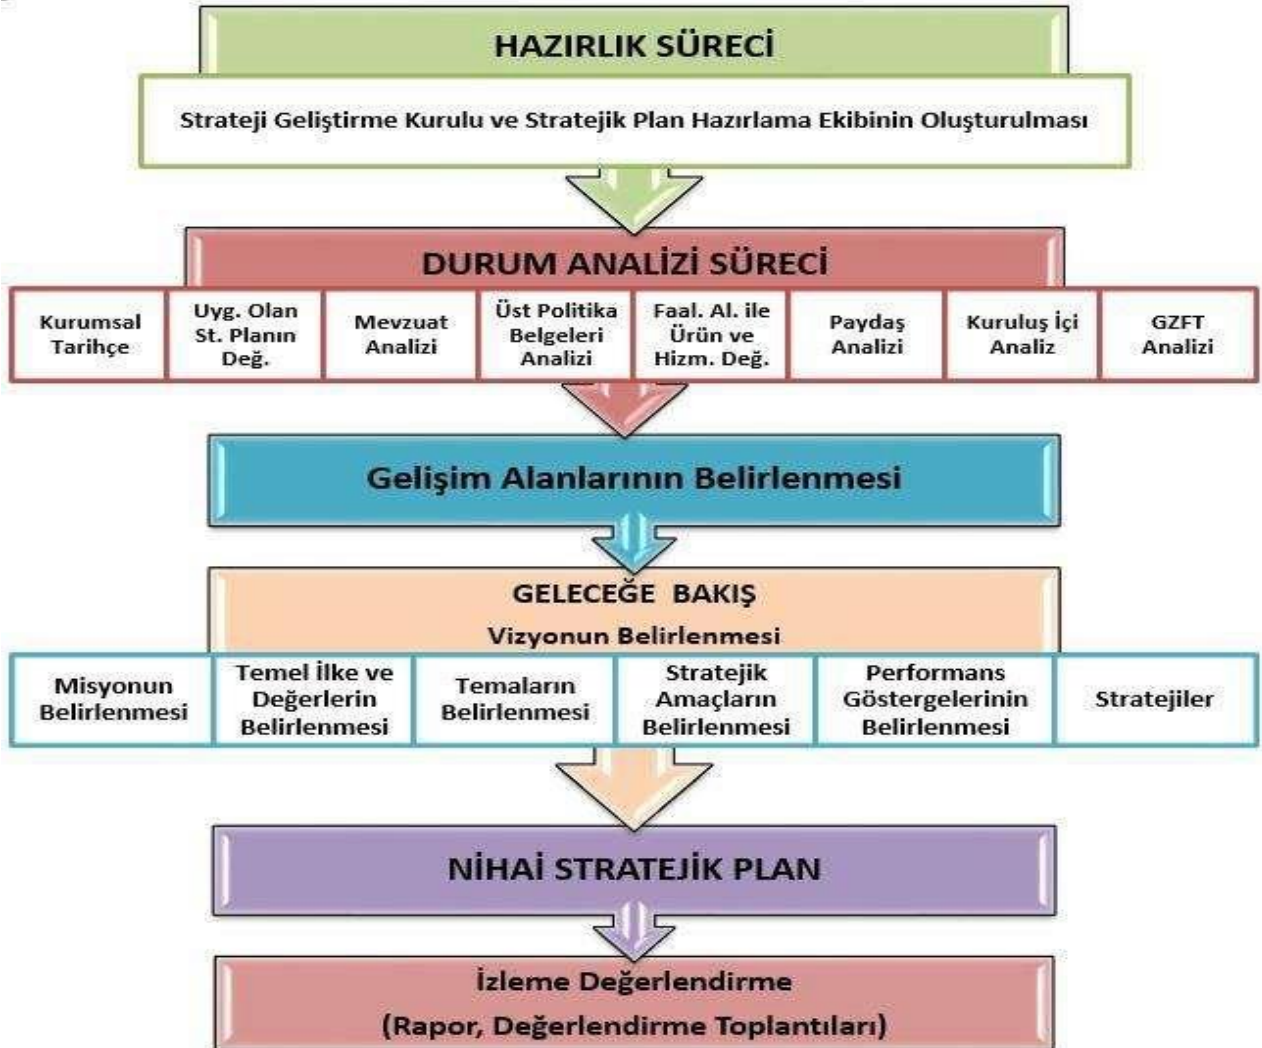 HAZIRLIK SÜRECİ
Strateji Geliştirme Kurulu ve Stratejik Plan Hazırlama Ekibinin Oluşturulması
DURUM ANALİZİ SÜRECİ
Kurumsal
Tarihçe
Uyg. Olan
St. Planın
Değ.
Mevzuat
Analizi
Üst Politika
Belgeleri
Analizi
Faal. Al. ile
Ürün ve
Hizm. Değ.
Paydaş
Analizi
Kuruluş İçi
Analiz
GZFT
Analizi
Gelişim Alanlarının Belirlenmesi
GELECEĞE BAKIŞ
Vizyonun Belirlenmesi
Misyonun
Belirlenmesi
Temel İlke ve
Değerlerin
Belirlenmesi
Temaların
Belirlenmesi
Stratejik
Amaçların
Belirlenmesi
Performans
Göstergelerinin
Belirlenmesi
Stratejiler
NİHAİ STRATEJİK PLAN
İzleme Değerlendirme
(Rapor, Değerlendirme Toplantıları)